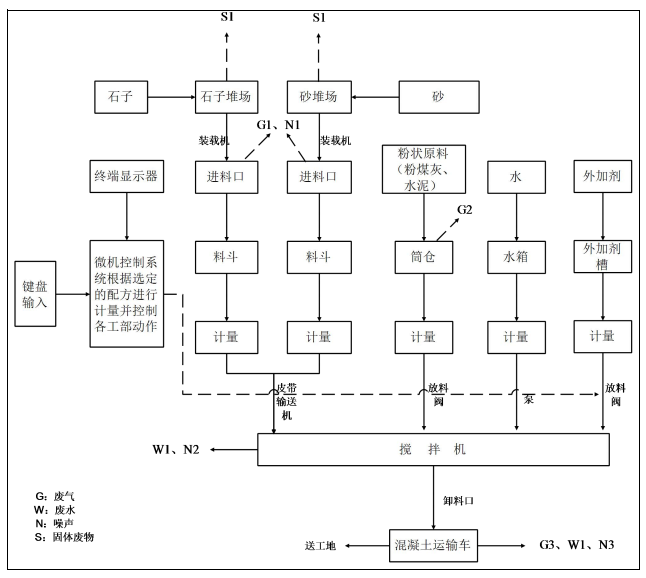 S1
S1
石子
石子堆场
砂堆场
砂
G1、N1
装载机
装载机
终端显示器
进料口
进料口
粉状原料
（粉煤灰、
水泥）
水
外加剂
G2
键盘
输入
微机控制系
统根据选定
的配方进行
计量并控制
各工部动作
料斗
料斗
筒仓
水箱
外加剂
槽
计量
计量
计量
计量
计量
皮带
输送
机
放料
阀
泵
放料
阀
W1、N2
搅 拌 机
G：废气
W：废水
N：噪声
S：固体废物
卸料口
送工地
混凝土运输车
G3、W1、N3